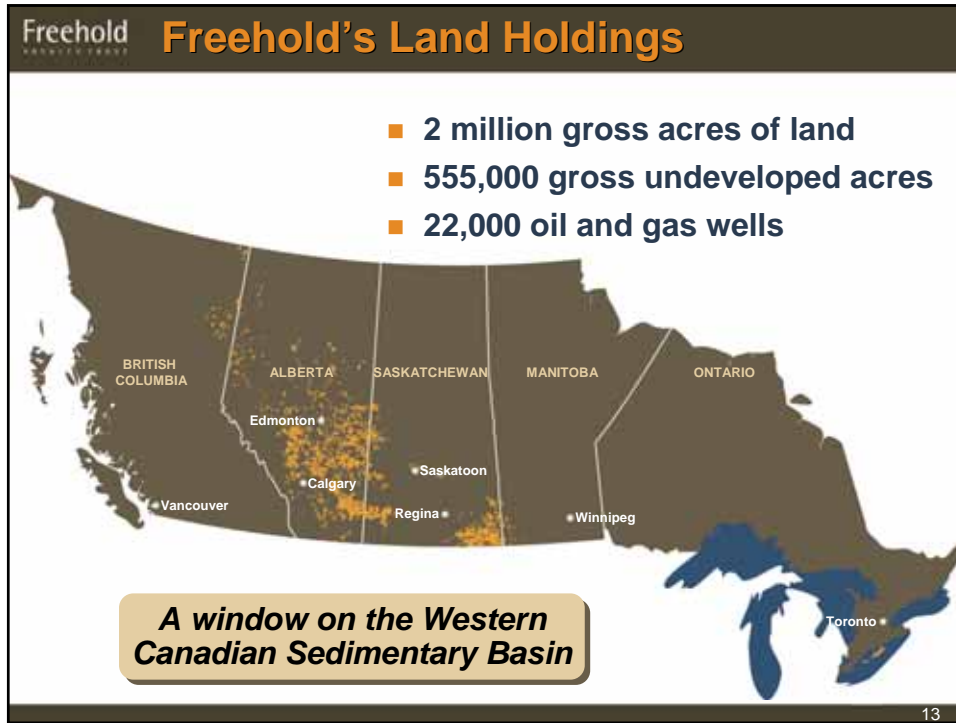 Freehold
ROYALTY TRUST
Freehold’s Land Holdings
■ 2 million gross acres of land
■ 555,000 gross undeveloped acres
■ 22,000 oil and gas wells
BRITISH
COLUMBIA
ALBERTA
SASKATCHEWAN
MANITOBA
ONTARIO
Edmonton
Saskatoon
Calgary
Vancouver
Regina
Winnipeg
Toronto
A window on the Western
Canadian Sedimentary Basin
13